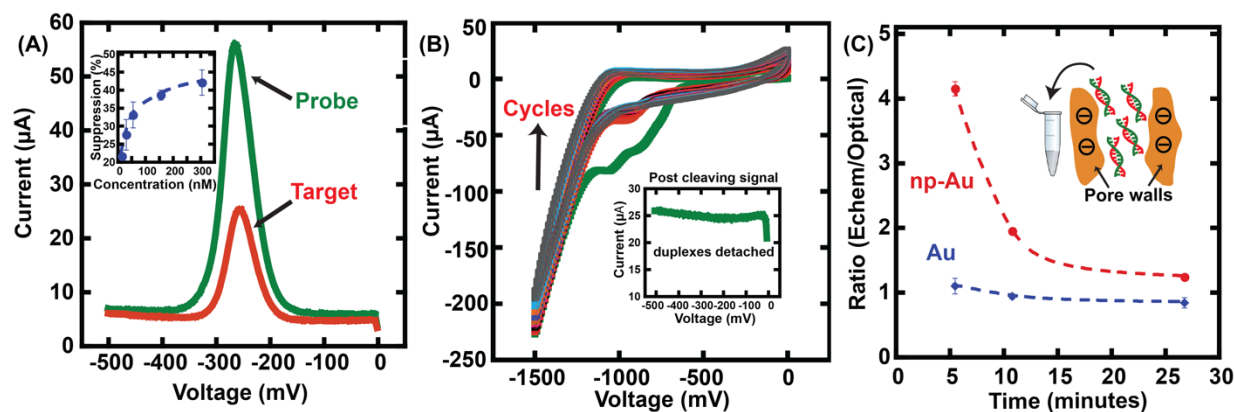 (A)
60
50
40
30
20
10
0
Current (μA)
-500 -400 -300 -200 -100 0
Voltage (mV)
Probe
Target
50
45
40
35
30
25
20
Suppression (%)
0 50 100 150 200 250 300
Concentration (nM)
(B)
50
0
-50
-100
-150
-200
-250
Current (μA)
-1500 -1000 -500 0
Voltage (mV)
Cycles
Post cleaving signal
35
30
25
20
15
10
Current (μA)
duplexes detached
-500 -400 -300 -200 -100 0
Voltage (mV)
(C)
5
4
3
2
1
0
Ratio (Echem/Optical)
0 5 10 15 20 25 30
Time (minutes)
np-Au
Au
Pore walls